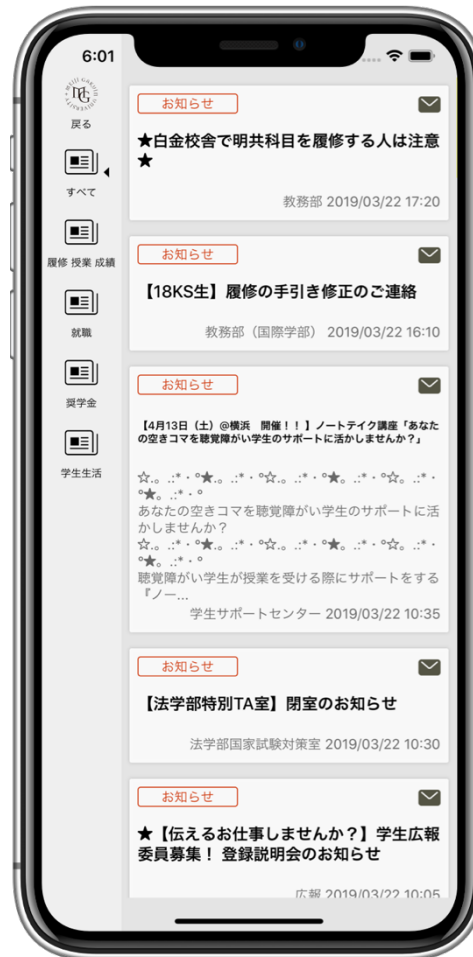 6:01
戻る
すべて
履修 授業 成績
就職
奨学金
学生生活
お知らせ
★白金校舎で明共科目を履修する人は注意
★
教務部 2019/03/22 17:20
お知らせ
【18KS生】履修の手引き修正のご連絡
教務部（国際学部） 2019/03/22 16:10
お知らせ
【4月13日（土）@横浜　開催！！】ノートテイク講座「あなた
の空きコマを聴覚障がい学生のサポートに活かしませんか？」
☆.。.:*・°★.。.:*・°☆.。.:*・°★。.:*・°☆。.:*・
°★。.:*・°
あなたの空きコマを聴覚障がい学生のサポートに活
かしませんか？
☆.。.:*・°★.。.:*・°☆.。.:*・°★。.:*・°☆。.:*・
°★。.:*・°
聴覚障がい学生が授業を受ける際にサポートをする
『ノー...
学生サポートセンター 2019/03/22 10:35
お知らせ
【法学部特別TA室】閉室のお知らせ
法学部国家試験対策室 2019/03/22 10:30
お知らせ
★【伝えるお仕事しませんか？】学生広報
委員募集！ 登録説明会のお知らせ
広報 2019/03/22 10:05